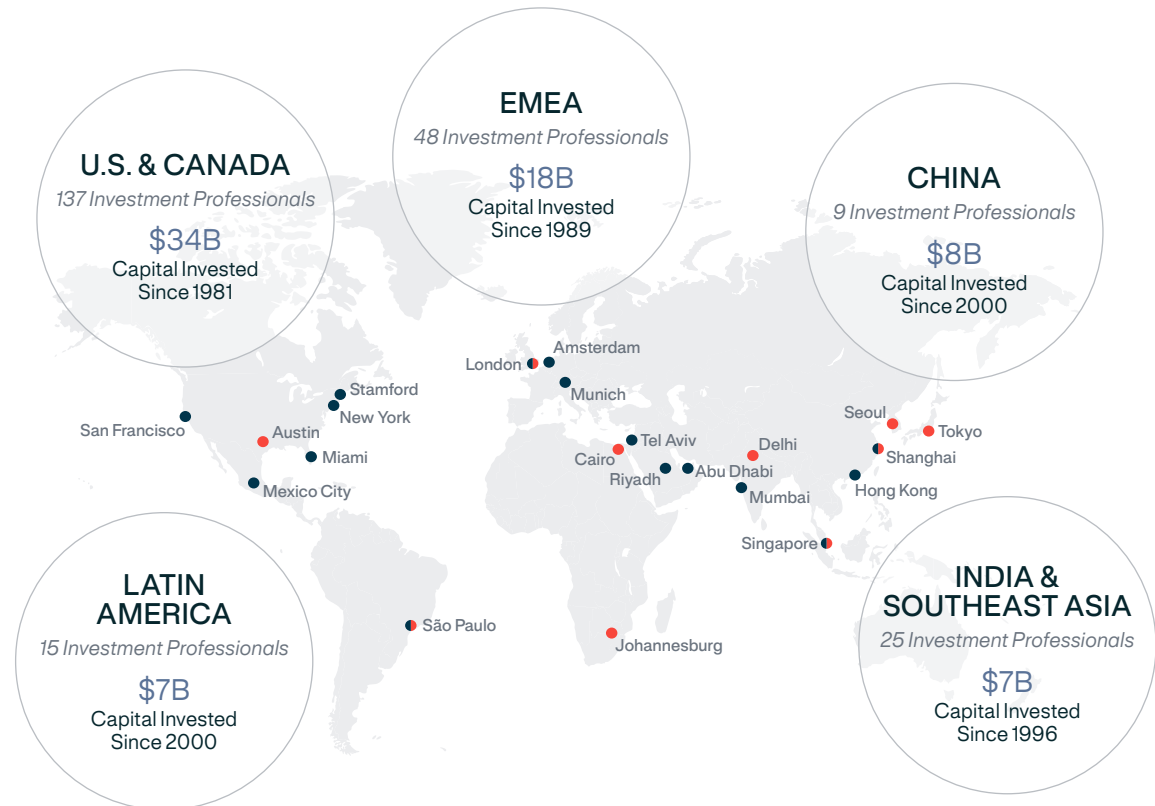 EMEA
48 Investment Professionals
$18B
Capital Invested
Since 1989
U.S. & CANADA
137 Investment Professionals
$34B
Capital Invested
Since 1981
CHINA
9 Investment Professionals
$8B
Capital Invested
Since 2000
London
Amsterdam
Munich
Stamford
New York
San Francisco
Austin
Miami
Mexico City
Tel Aviv
Cairo
Riyadh
Abu Dhabi
Delhi
Mumbai
Seoul
Tokyo
Shanghai
Hong Kong
Singapore
São Paulo
Johannesburg
LATIN
AMERICA
15 Investment Professionals
$7B
Capital Invested
Since 2000
INDIA &
SOUTHEAST ASIA
25 Investment Professionals
$7B
Capital Invested
Since 1996